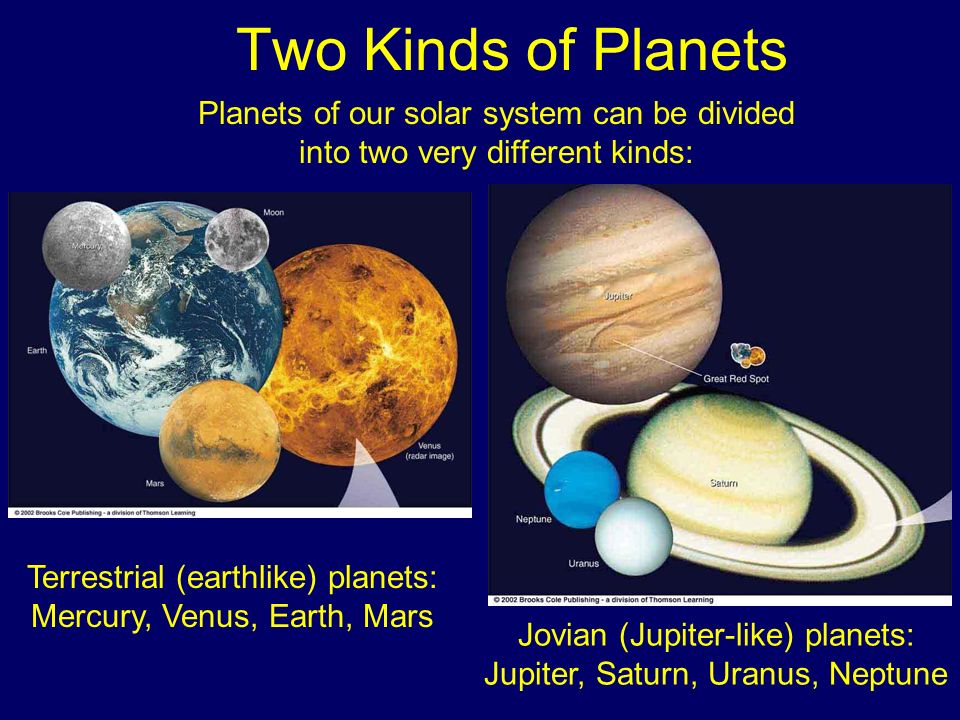 Two Kinds of Planets
Planets of our solar system can be divided
into two very different kinds:
Mercury
Moon
Earth
Venus
(radar image)
Mars
© 2002 Brooks Cole Publishing - a division of Thomson Learning
Jupiter
Great Red Spot
Saturn
Neptune
Uranus
© 2002 Brooks Cole Publishing - a division of Thomson Learning
Terrestrial (earthlike) planets:
Mercury, Venus, Earth, Mars
Jovian (Jupiter-like) planets:
Jupiter, Saturn, Uranus, Neptune